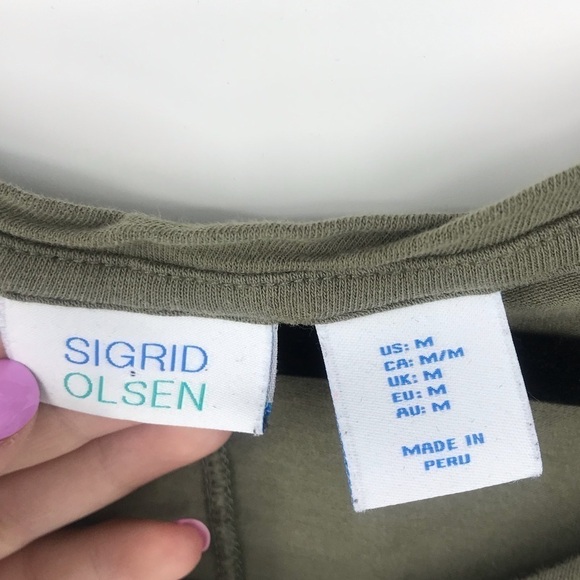 SIGRID
OLSEN
US: M
CA: M/M
UK: M
EU: M
AU: M
MADE IN
PERU